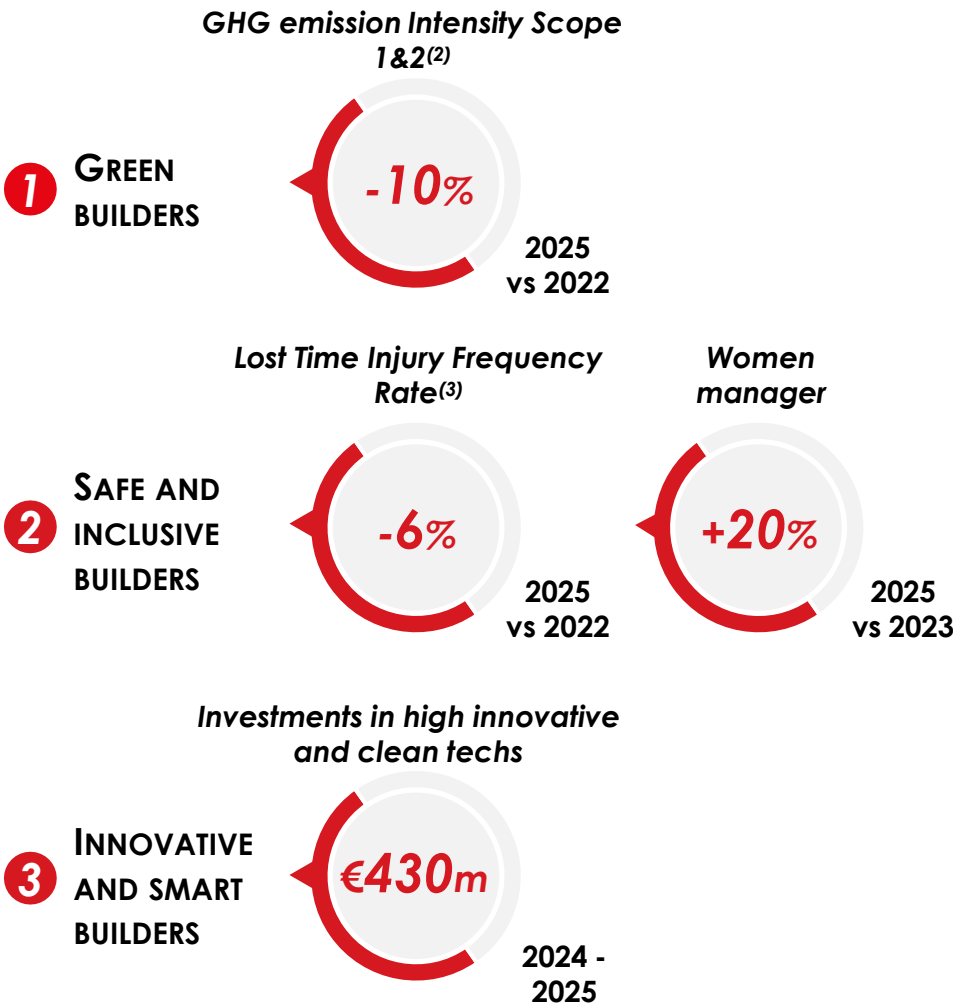 GHG emission Intensity Scope
1&2(2)
1
GREEN
BUILDERS
-10%
2025
vs 2022
Lost Time Injury Frequency
Rate(3)
Women
manager
2
SAFE AND
INCLUSIVE
BUILDERS
-6%
2025
vs 2022
+20%
2025
vs 2023
Investments in high innovative
and clean techs
3
INNOVATIVE
AND SMART
BUILDERS
€430m
2024 -
2025